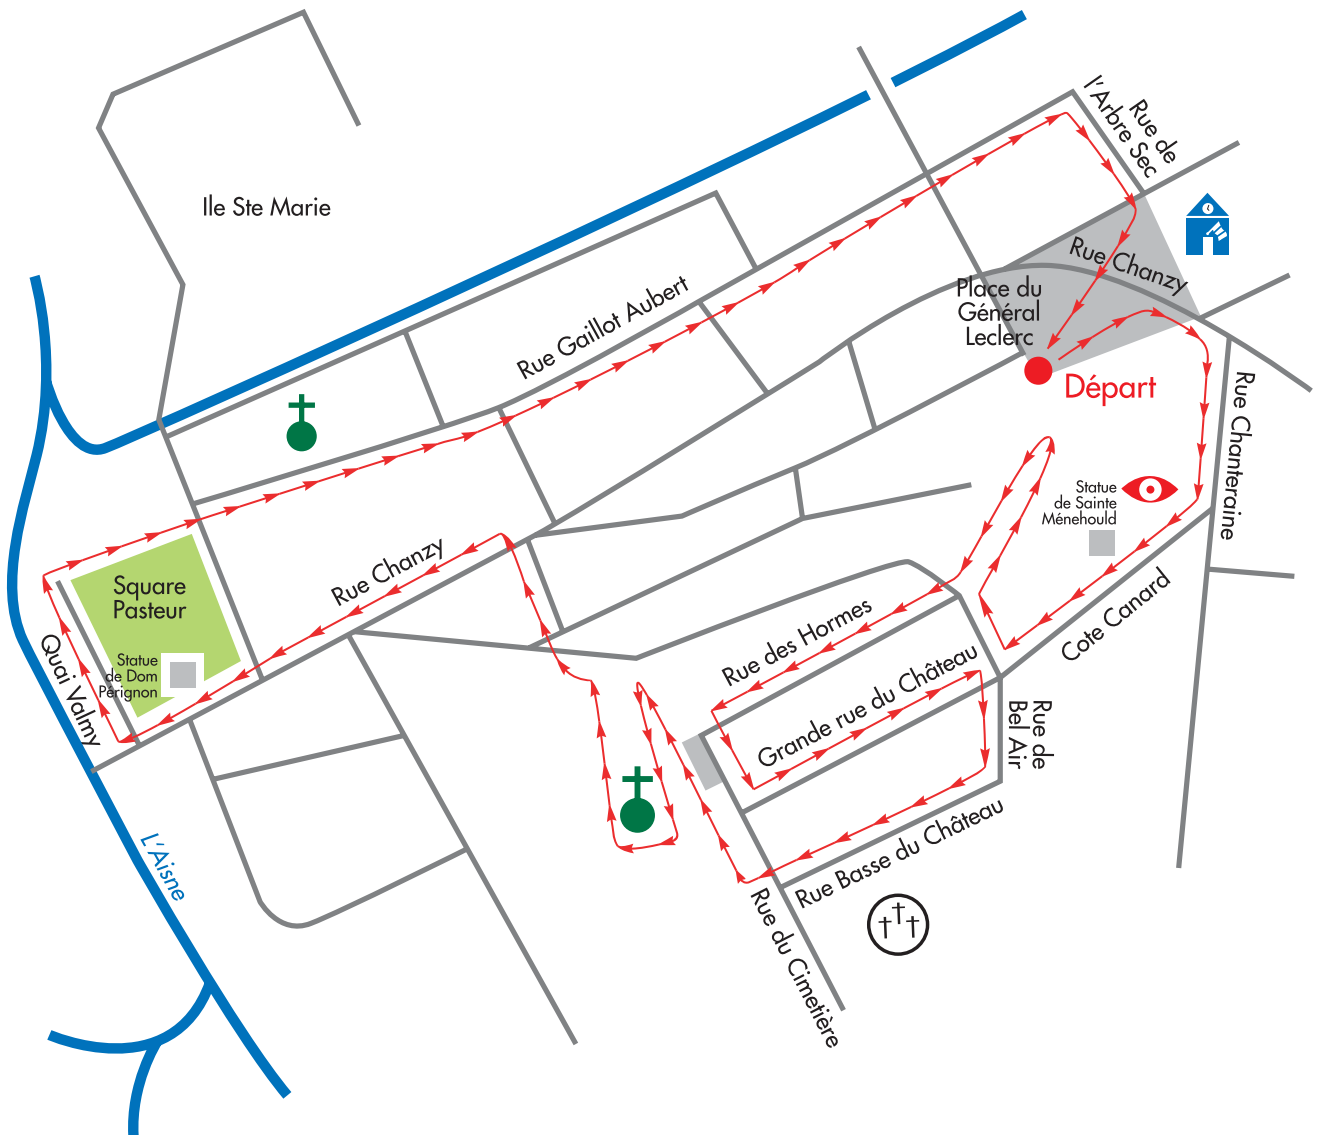 Rue de
l'Arbre Sec
Ile Ste Marie
Rue Chanzy
Place du
Général
Leclerc
Rue Gaillot Aubert
Départ
Rue Chanteraine
Statue
de Sainte
Ménehould
Rue Chanzy
Square
Pasteur
Cote Canard
Rue des Hormes
Quai Valmy
Statue
de Dom
Pérignon
Grande rue du Château
Rue de
Bel Air
L'Aisne
Rue Basse du Château
Rue du Cimetière